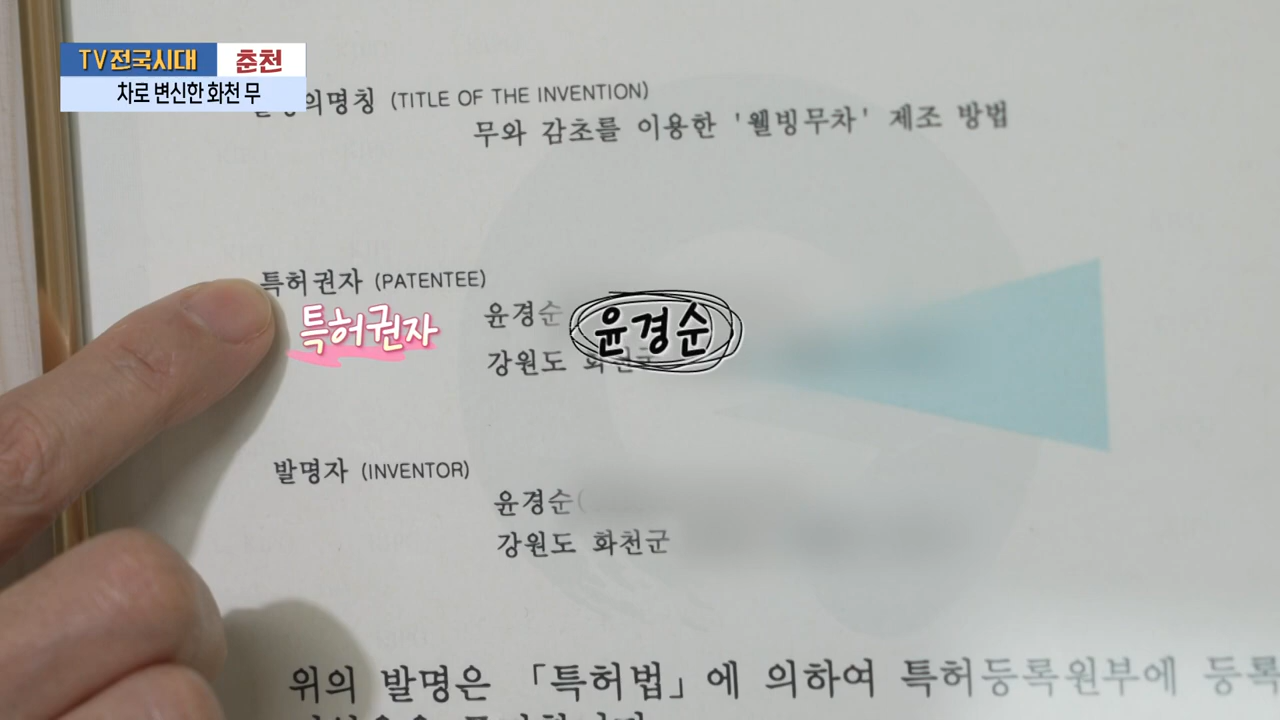 TV전국시대 춘천
차로 변신한 화천 무
의명칭 (TITLE OF THE INVENTION)
무와 감초를 이용한 '웰빙무차' 제조 방법
특허권자 (PATENTEE)
특허권자
윤경순 윤경순
강원도 화천군
발명자 (INVENTOR)
윤경순(
강원도 화천군
위의 발명은 「특허법」에 의하여 특허등록원부에 등록